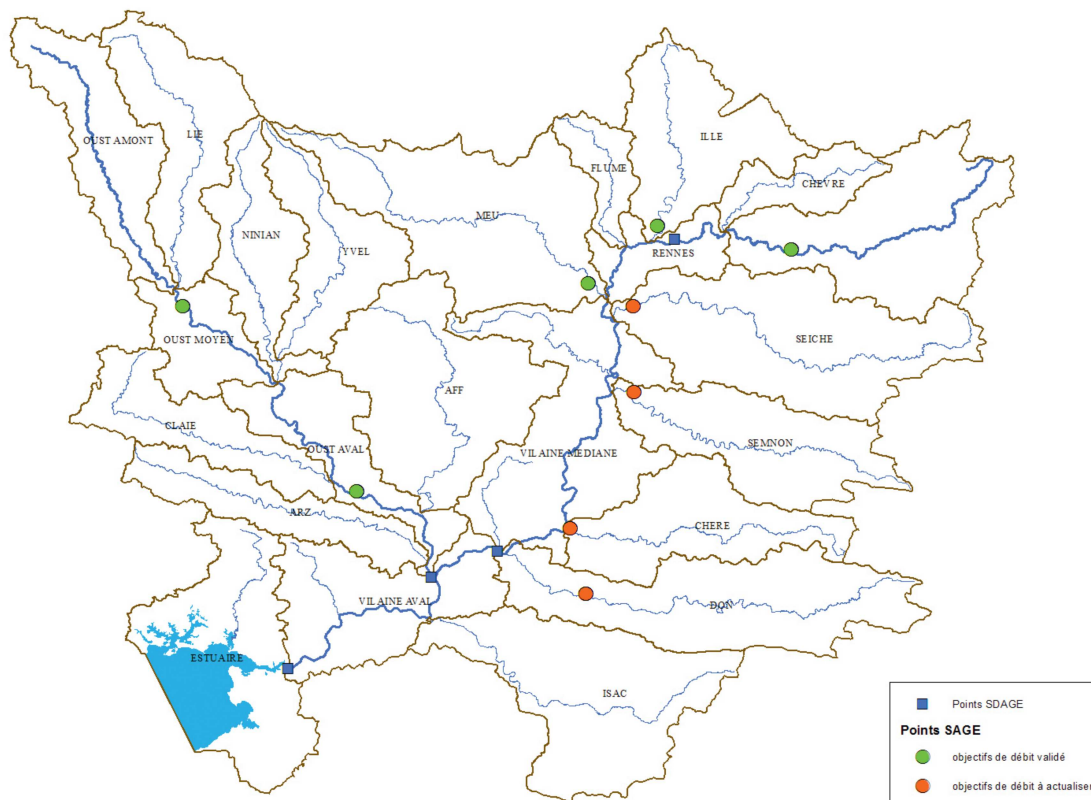 ILLE
OUST AMONT
LIE
FLUME
CHEVRE
MEU
NINIAN
YVEL
RENNES
OUST MOYEN
SEICHE
AFF
CLAIE
OUST AVAL
VILAINE MEDIANE
SEMNON
ARZ
CHERE
VILAINE AVAL
DON
ESTUAIRE
ISAC
Points SDAGE
Points SAGE
objectifs de débit validé
objectifs de débit à actualiser